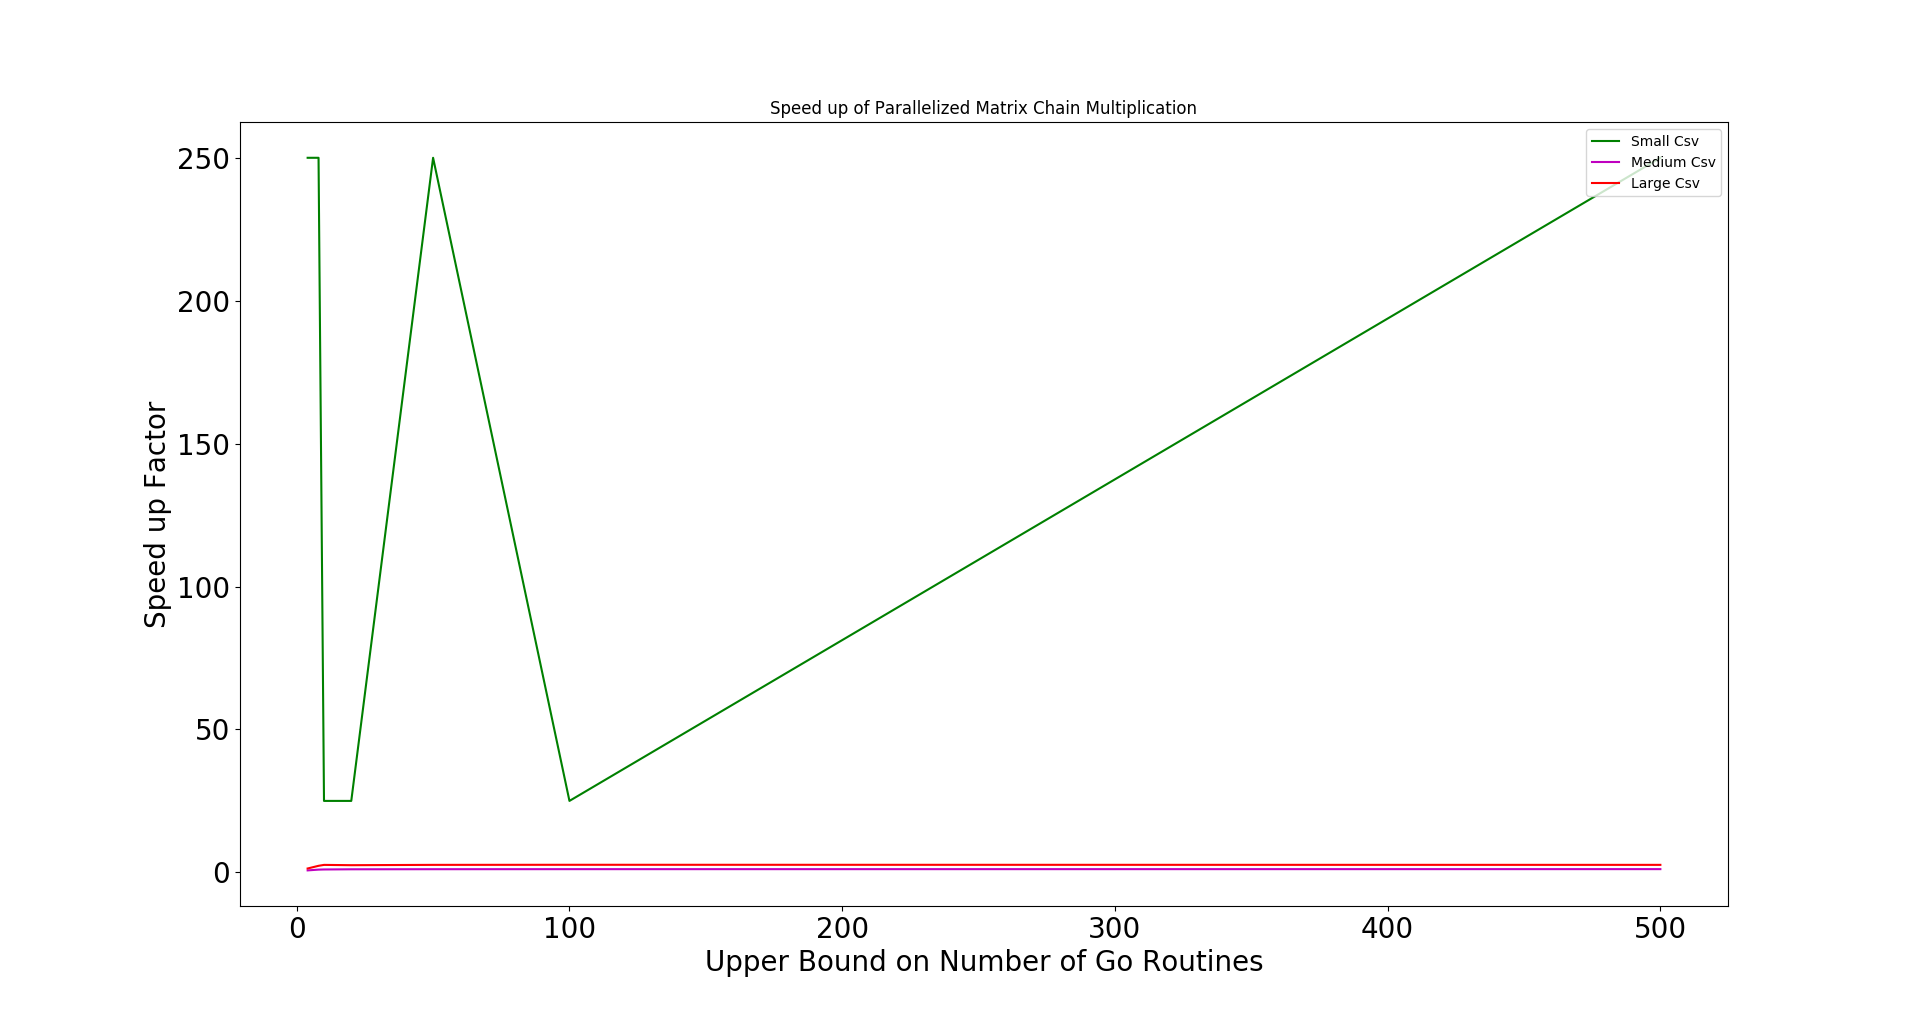 Speed up of Parallelized Matrix Chain Multiplication
Small Csv
Medium Csv
Large Csv
250
200
150
100
50
0
Speed up Factor
0 100 200 300 400 500
Upper Bound on Number of Go Routines